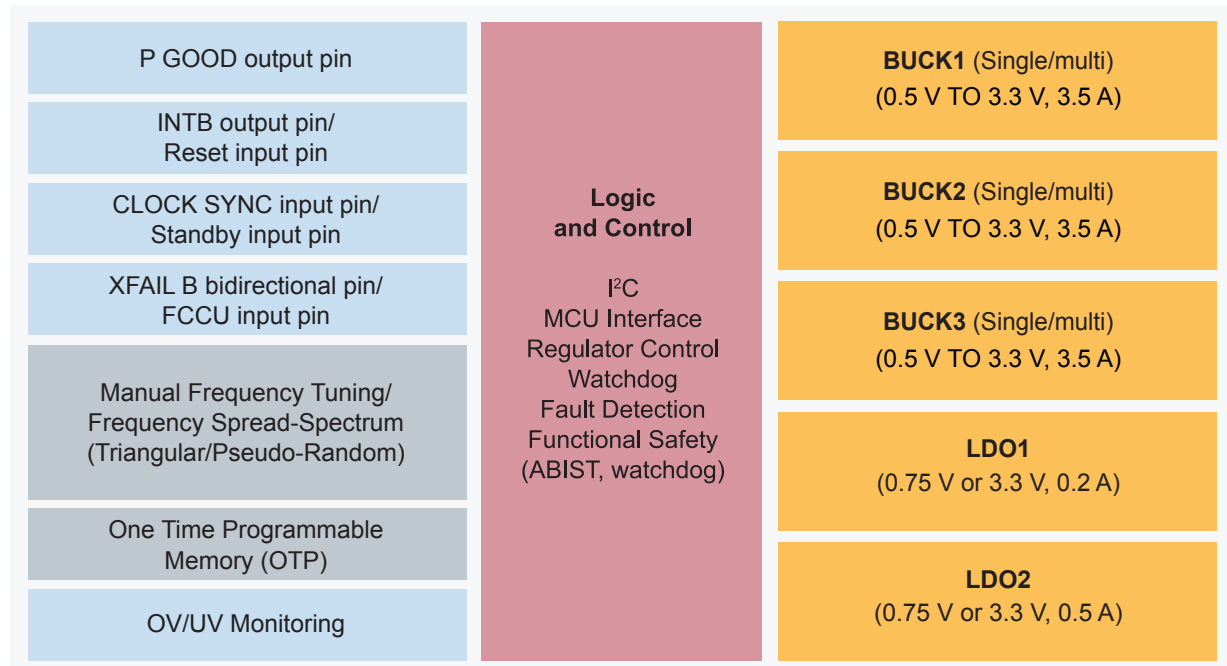 P GOOD output pin
INTB output pin/
Reset input pin
CLOCK SYNC input pin/
Standby input pin
XFAIL B bidirectional pin/
FCCU input pin
Manual Frequency Tuning/
Frequency Spread-Spectrum
(Triangular/Pseudo-Random)
One Time Programmable
Memory (OTP)
OV/UV Monitoring
Logic
and Control
I²C
MCU Interface
Regulator Control
Watchdog
Fault Detection
Functional Safety
(ABIST, watchdog)
BUCK1 (Single/multi)
(0.5 V TO 3.3 V, 3.5 A)
BUCK2 (Single/multi)
(0.5 V TO 3.3 V, 3.5 A)
BUCK3 (Single/multi)
(0.5 V TO 3.3 V, 3.5 A)
LDO1
(0.75 V or 3.3 V, 0.2 A)
LDO2
(0.75 V or 3.3 V, 0.5 A)